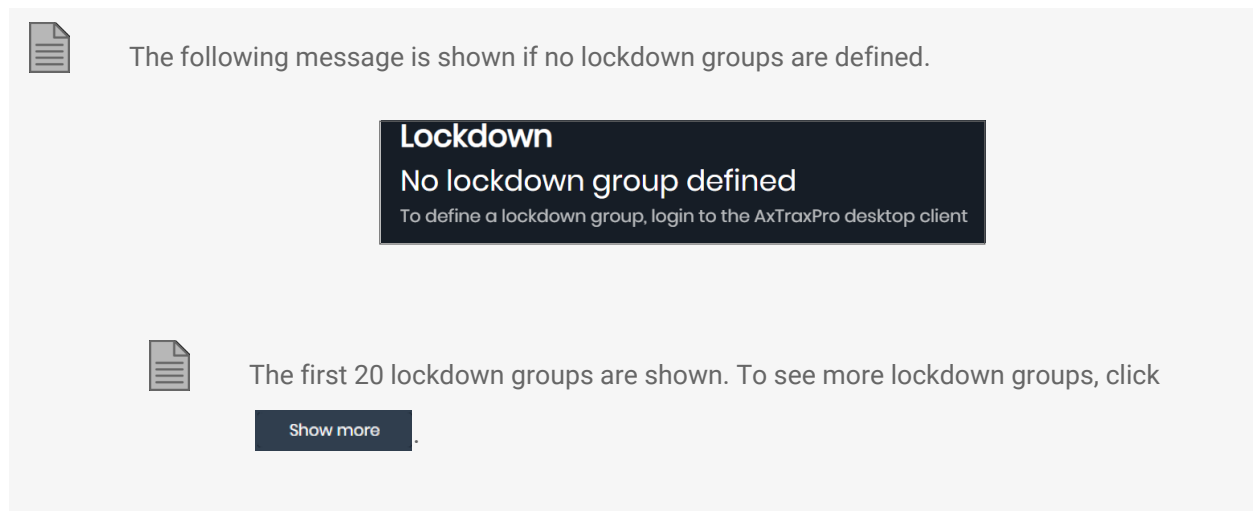 The following message is shown if no lockdown groups are defined.
Lockdown
No lockdown group defined
To define a lockdown group, login to the AxTraxPro desktop client
The first 20 lockdown groups are shown. To see more lockdown groups, click
Show more .